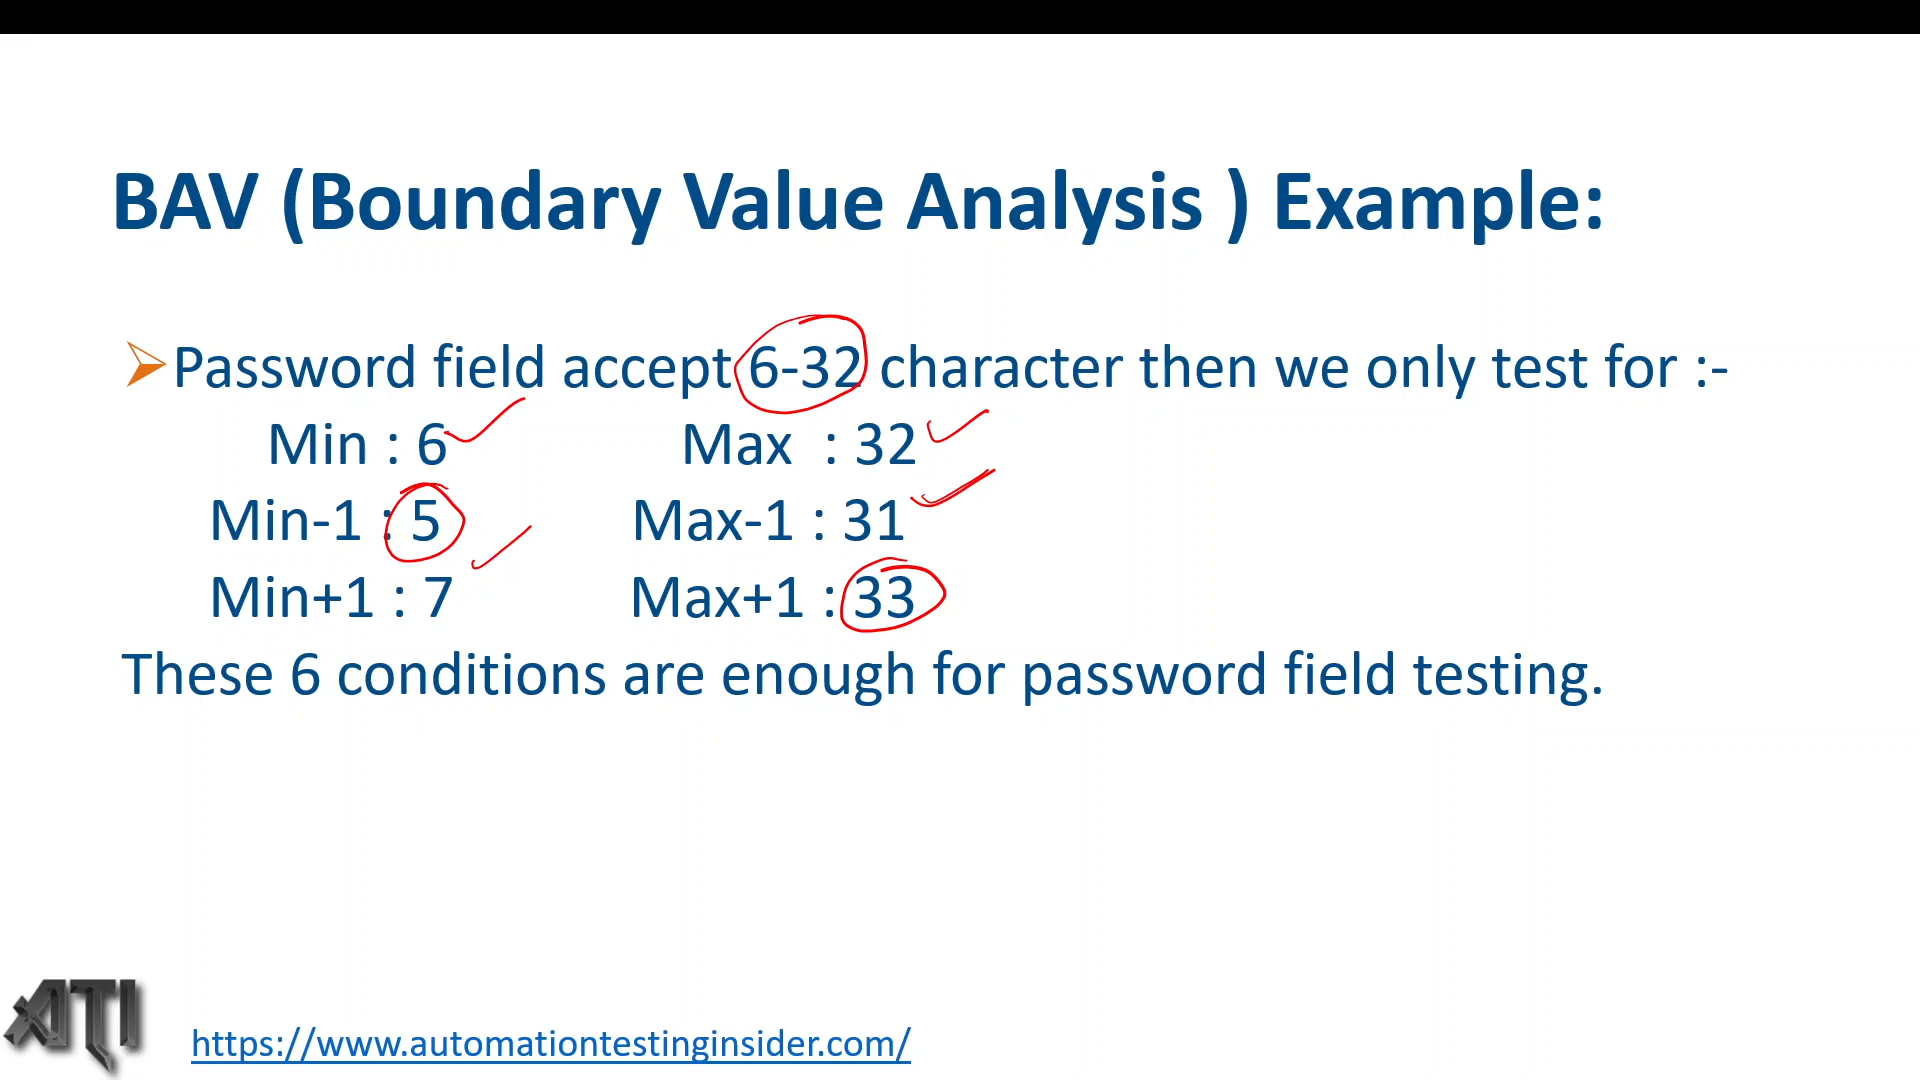 BAV (Boundary Value Analysis ) Example:
Password field accept 6-32 character then we only test for :-
Min : 6 Max : 32
Min-1 : 5 Max-1 : 31
Min+1 : 7 Max+1 : 33
These 6 conditions are enough for password field testing.
ATI
https://www.automationtestinginsider.com/